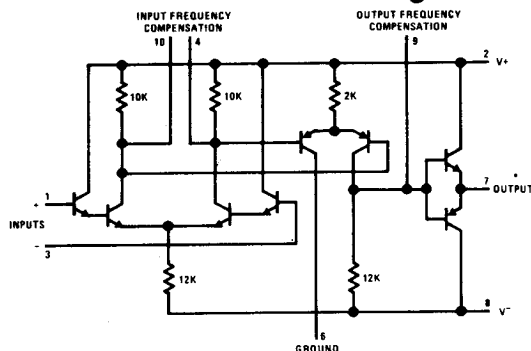 INPUT FREQUENCY
COMPENSATION
10 4
OUTPUT FREQUENCY
COMPENSATION
9
2 V+
10K
10K
2K
+ 1
INPUTS
- 3
7 OUTPUT
12K
12K
8 V-
6
GROUND